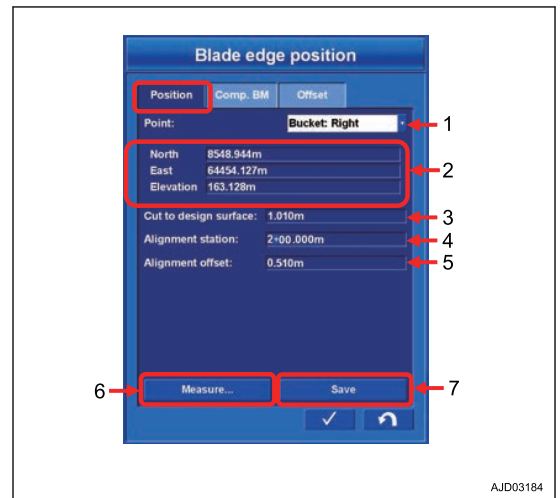 Blade edge position
Position Comp. BM Offset
Point: Bucket: Right 1
North 8548.944m
East 64454.127m 2
Elevation 163.128m
Cut to design surface: 1.010m 3
Alignment station: 2+00.000m 4
Alignment offset: 0.510m 5
6 Measure... Save 7
AJD03184